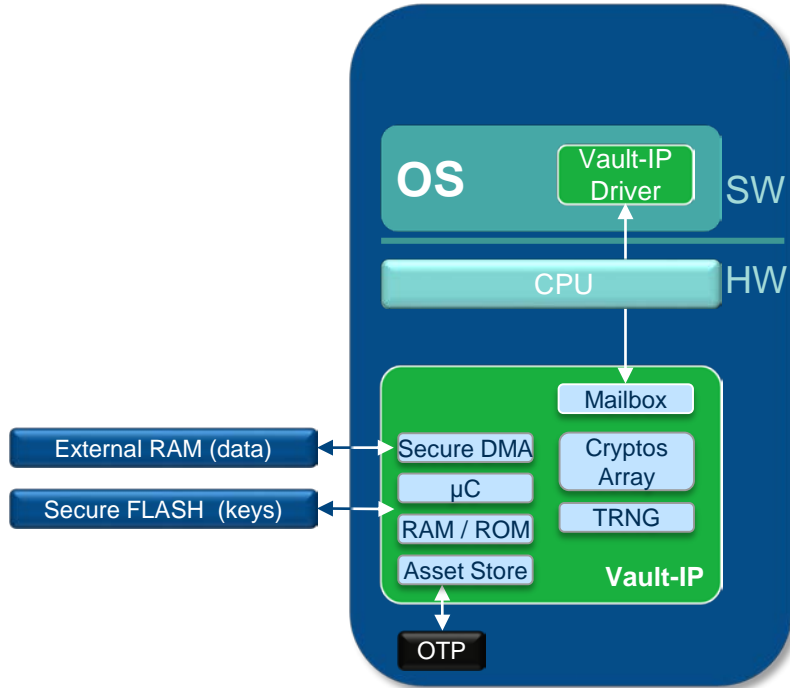 OS
Vault-IP
Driver
SW
CPU
HW
Mailbox
External RAM (data)
Secure DMA
Cryptos
Array
µC
Secure FLASH  (keys)
TRNG
RAM / ROM
Asset Store
Vault-IP
OTP